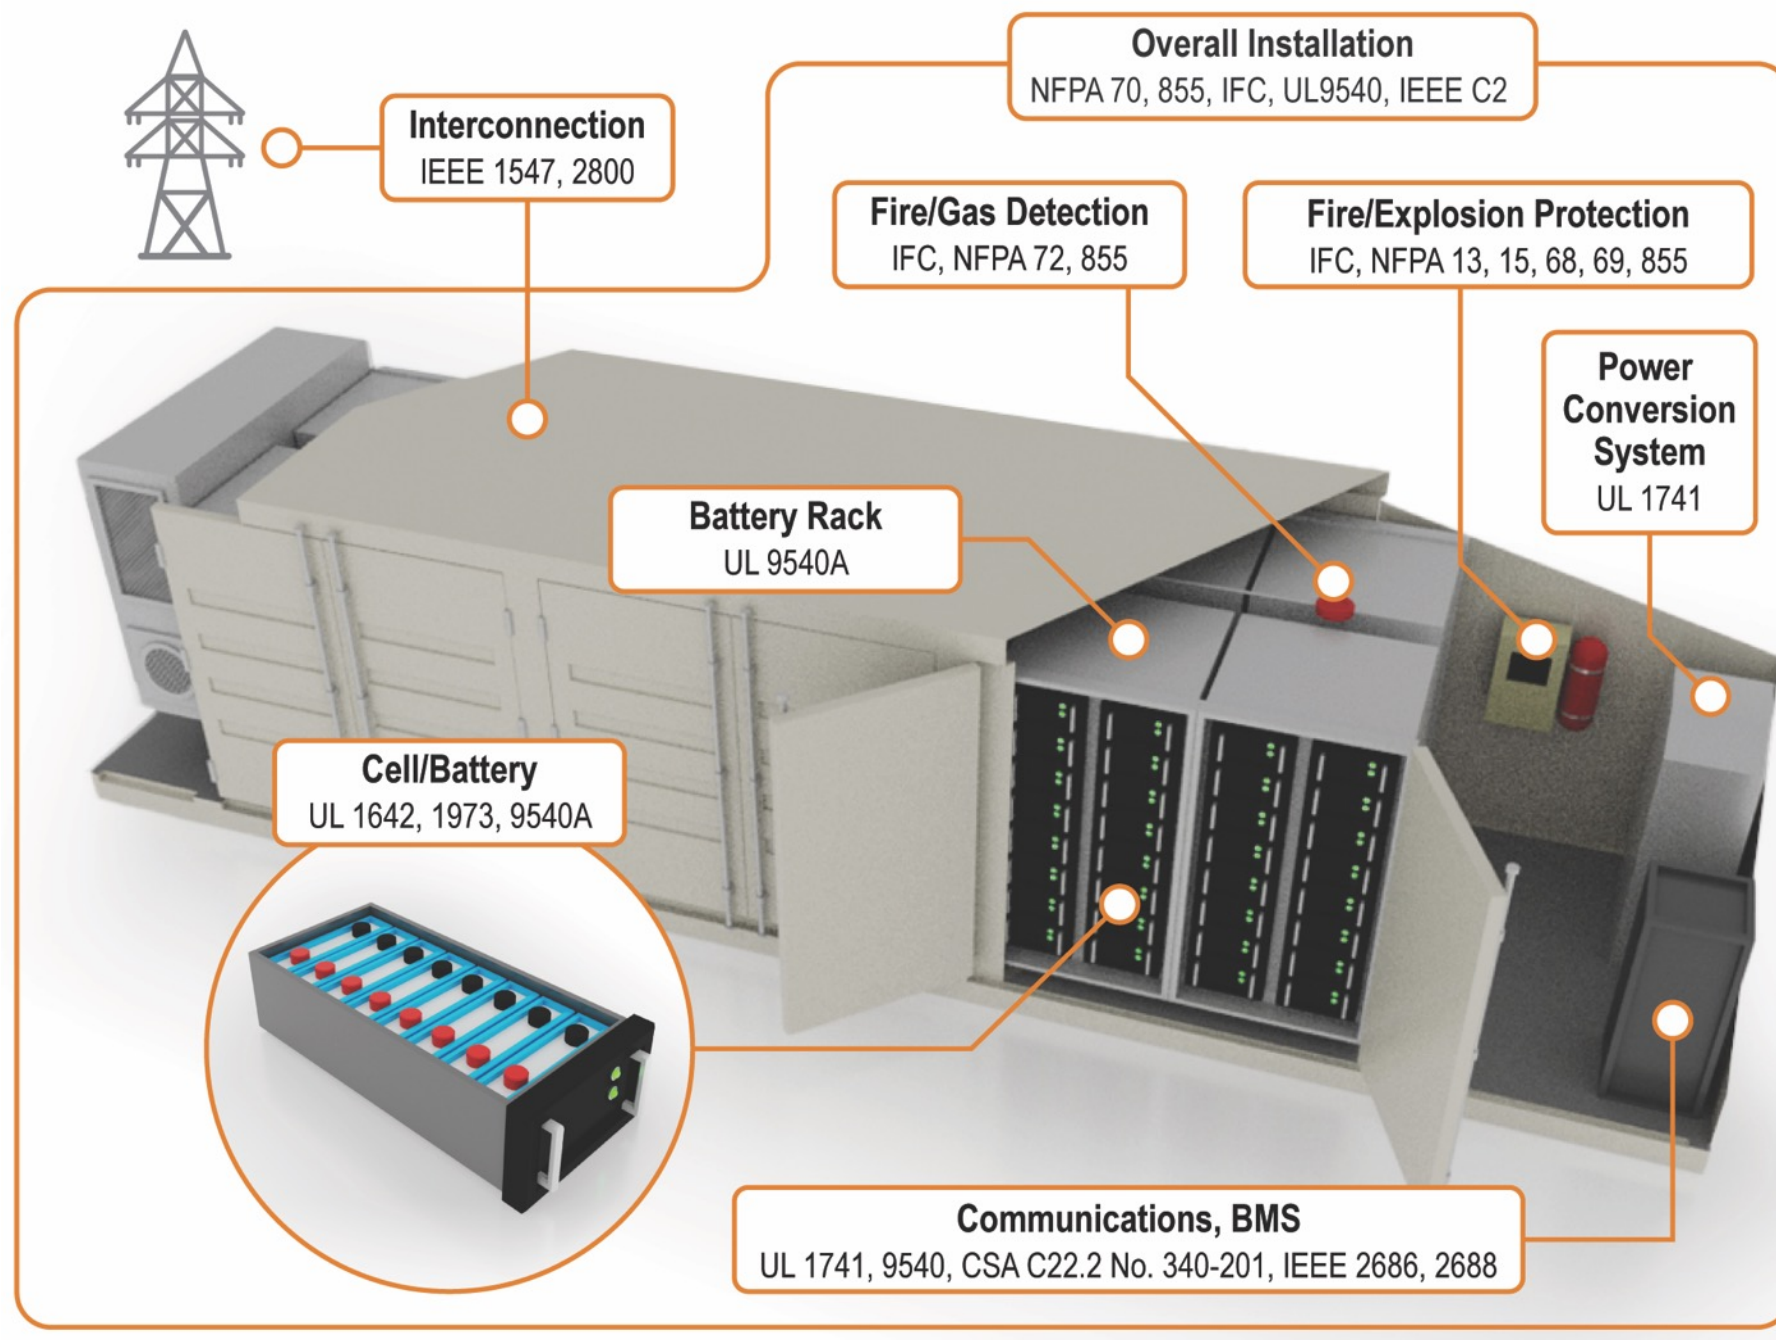 Overall Installation
NFPA 70, 855, IFC, UL9540, IEEE C2
Interconnection
IEEE 1547, 2800
Fire/Gas Detection
IFC, NFPA 72, 855
Fire/Explosion Protection
IFC, NFPA 13, 15, 68, 69, 855
Power
Conversion
System
UL 1741
Battery Rack
UL 9540A
Cell/Battery
UL 1642, 1973, 9540A
Communications, BMS
UL 1741, 9540, CSA C22.2 No. 340-201, IEEE 2686, 2688